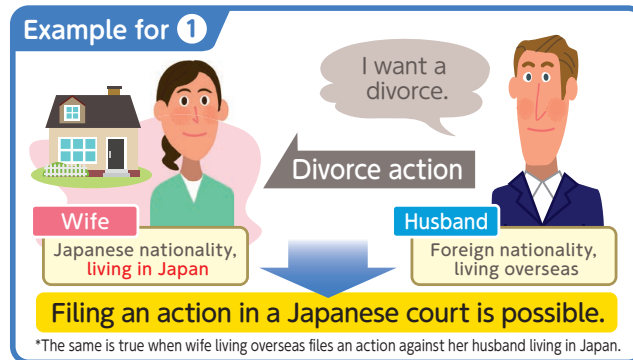 Example for 1
I want a
divorce.
Divorce action
Wife
Japanese nationality,
living in Japan
Husband
Foreign nationality,
living overseas
Filing an action in a Japanese court is possible.
*The same is true when wife living overseas files an action against her husband living in Japan.